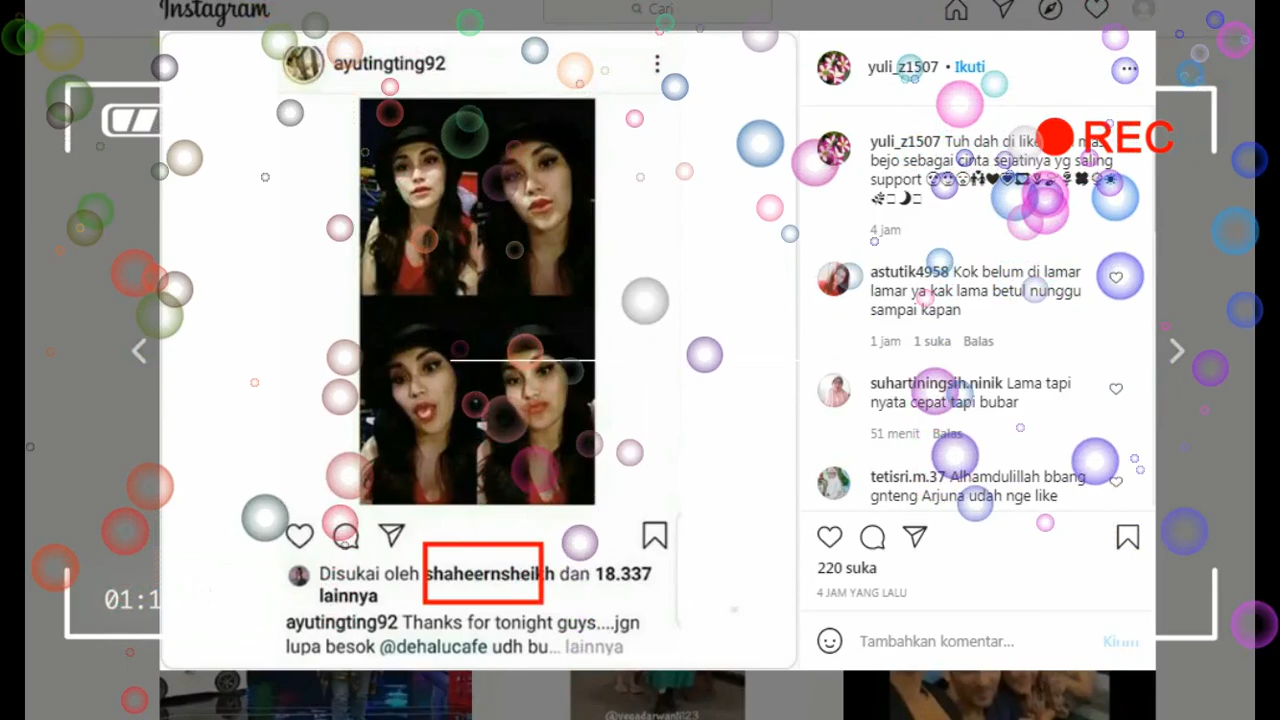 Instagram
Cari
ayutingting92
yuli_z1507 • Ikuti
REC
yuli_z1507 Tuh dah di like mas
bejo sebagai cinta sejatinya yg saling
support
4 jam
astutik4958 Kok belum di lamar
lamar ya kak lama betul nunggu
sampai kapan
1 jam 1 suka Balas
suhartiningsih.ninik Lama tapi
nyata cepat tapi bubar
51 menit Balas
tetisri.m.37 Alhamdulillah bbang
gnteng Arjuna udah nge like
Disukai oleh shaheernsheikh dan 18.337
lainnya
ayutingting92 Thanks for tonight guys....jgn
lupa besok @dehalucafe udh bu... lainnya
220 suka
4 JAM YANG LALU
Tambahkan komentar...
Kirim
01:1